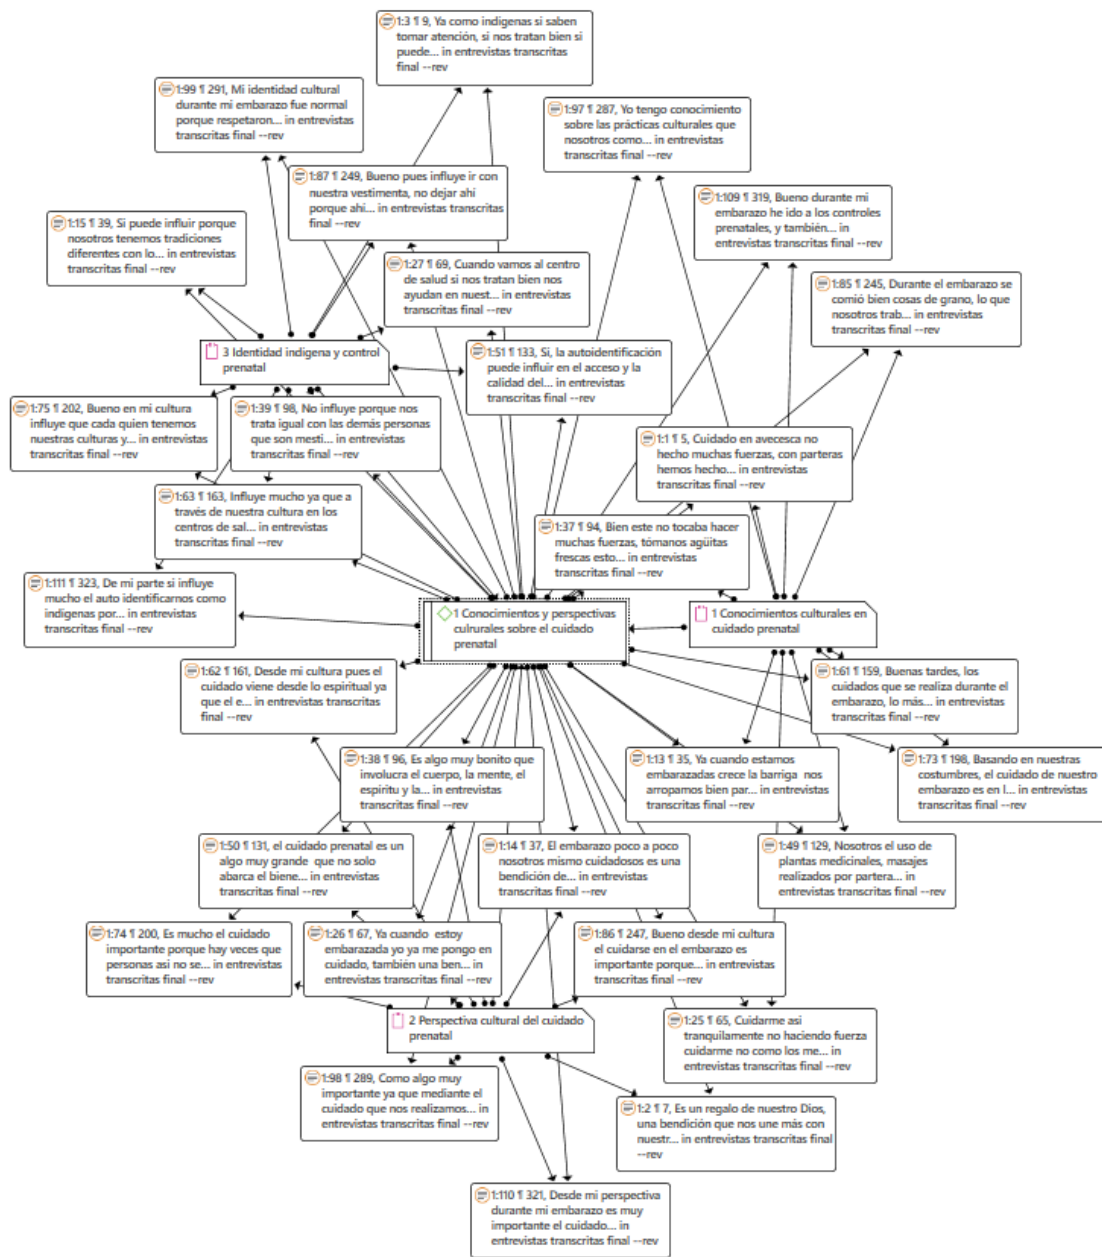 1:3 ¶ 9, Ya como indigenas si saben
tomar atención, si nos tratan bien si
puede... in entrevistas transcritas
final --rev
1:99 ¶ 291, Mi identidad cultural
durante mi embarazo fue normal
porque respetaron... in entrevistas
transcritas final --rev
1:97 ¶ 287, Yo tengo conocimiento
sobre las prácticas culturales que
nosotros como... in entrevistas
transcritas final --rev
1:87 ¶ 249, Bueno pues influye ir con
nuestra vestimenta, no dejar ahí
porque ahi... in entrevistas transcritas
final --rev
1:109 ¶ 319, Bueno durante mi
embarazo he ido a los controles
prenatales, y también... in
entrevistas transcritas final --rev
1:15 ¶ 39, Si puede influir porque
nosotros tenemos tradiciones
diferentes con lo... in entrevistas
transcritas final --rev
1:27 ¶ 69, Cuando vamos al centro
de salud si nos tratan bien nos
ayudan en nuest... in entrevistas
transcritas final --rev
1:85 ¶ 245, Durante el embarazo se
comió bien cosas de grano, lo que
nosotros trab... in entrevistas
transcritas final --rev
3 Identidad indigena y control
prenatal
1:51 ¶ 133, Si, la autoidentificación
puede influir en el acceso y la
calidad del... in entrevistas
transcritas final --rev
1:75 ¶ 202, Bueno en mi cultura
influye que cada quien tenemos
nuestras culturas y... in entrevistas
transcritas final --rev
1:39 ¶ 98, No influye porque nos
trata igual con las demás personas
que son mesti... in entrevistas
transcritas final --rev
1:1 ¶ 5, Cuidado en avecesca no
hecho muchas fuerzas, con parteras
hemos hecho... in entrevistas
transcritas final --rev
1:63 ¶ 163, Influye mucho ya que a
través de nuestra cultura en los
centros de sal... in entrevistas
transcritas final --rev
1:37 ¶ 94, Bien este no tocaba hacer
muchas fuerzas, tómanos agüitas
frescas esto... in entrevistas
transcritas final --rev
1:111 ¶ 323, De mi parte si influye
mucho el auto identificarnos como
indigenas por... in entrevistas
transcritas final --rev
1 Conocimientos y perspectivas
culrurales sobre el cuidado
prenatal
1 Conocimientos culturales en
cuidado prenatal
1:62 ¶ 161, Desde mi cultura pues el
cuidado viene desde lo espiritual ya
que el e... in entrevistas transcritas
final --rev
1:61 ¶ 159, Buenas tardes, los
cuidados que se realiza durante el
embarazo, lo más... in entrevistas
transcritas final --rev
1:38 ¶ 96, Es algo muy bonito que
involucra el cuerpo, la mente, el
espiritu y la... in entrevistas
transcritas final --rev
1:13 ¶ 35, Ya cuando estamos
embarazadas crece la barriga nos
arropamos bien par... in entrevistas
transcritas final --rev
1:73 ¶ 198, Basando en nuestras
costumbres, el cuidado de nuestro
embarazo es en l... in entrevistas
transcritas final --rev
1:50 ¶ 131, el cuidado prenatal es un
algo muy grande que no solo
abarca el biene... in entrevistas
transcritas final --rev
1:14 ¶ 37, El embarazo poco a poco
nosotros mismo cuidadosos es una
bendición de... in entrevistas
transcritas final --rev
1:49 ¶ 129, Nosotros el uso de
plantas medicinales, masajes
realizados por partera... in
entrevistas transcritas final --rev
1:74 ¶ 200, Es mucho el cuidado
importante porque hay veces que
personas asi no se... in entrevistas
transcritas final --rev
1:26 ¶ 67, Ya cuando estoy
embarazada yo ya me pongo en
cuidado, también una ben... in
entrevistas transcritas final --rev
1:86 ¶ 247, Bueno desde mi cultura
el cuidarse en el embarazo es
importante porque... in entrevistas
transcritas final --rev
2 Perspectiva cultural del cuidado
prenatal
1:25 ¶ 65, Cuidarme asi
tranquilamente no haciendo fuerza
cuidarme no como los me... in
entrevistas transcritas final --rev
1:98 ¶ 289, Como algo muy
importante ya que mediante el
cuidado que nos realizamos... in
entrevistas transcritas final --rev
1:2 ¶ 7, Es un regalo de nuestro Dios,
una bendición que nos une más con
nuestr... in entrevistas transcritas final
--rev
1:110 ¶ 321, Desde mi perspectiva
durante mi embarazo es muy
importante el cuidado... in
entrevistas transcritas final --rev